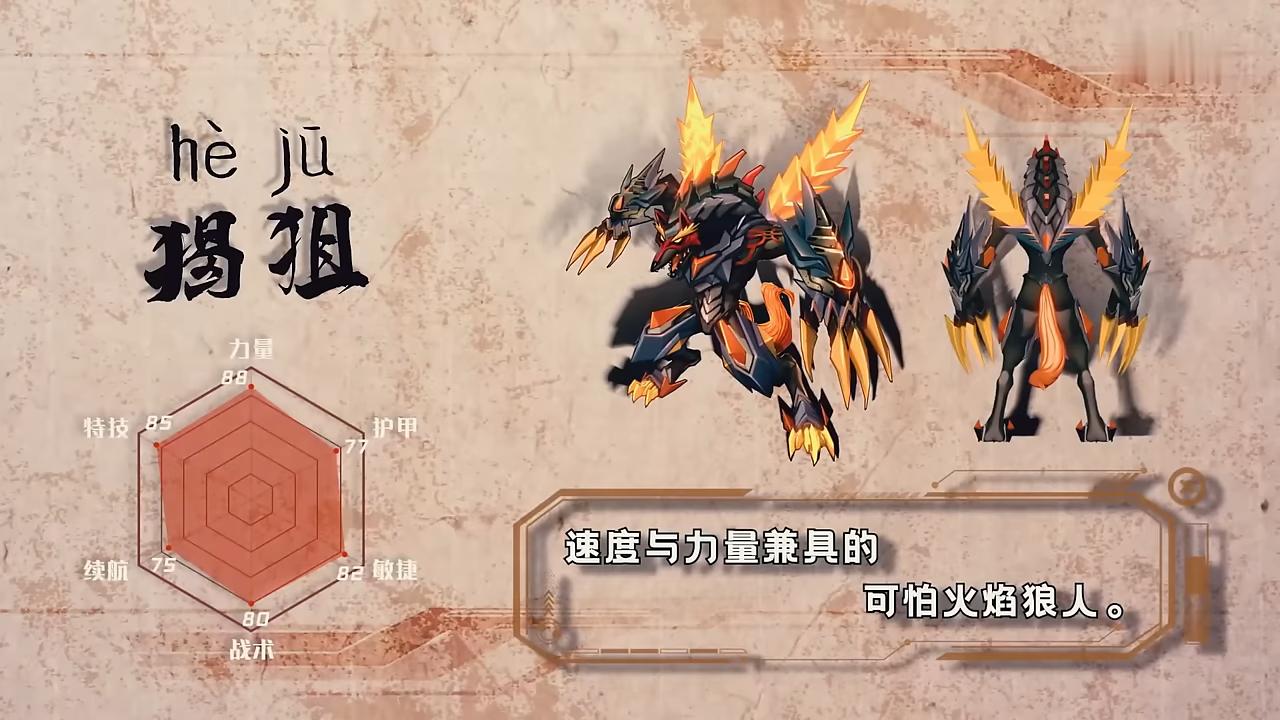 hè jū
猲狙
力量
88
特技 85
护甲
77
续航 75
82 敏捷
80
战术
速度与力量兼具的
可怕火焰狼人。